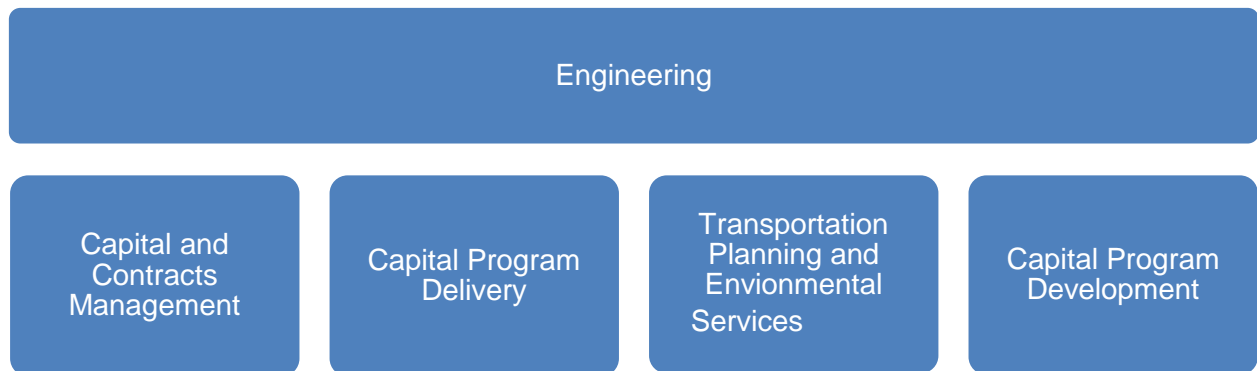 Engineering
Capital and
Contracts
Management
Capital Program
Delivery
Transportation
Planning and
Envionmental
Services
Capital Program
Development